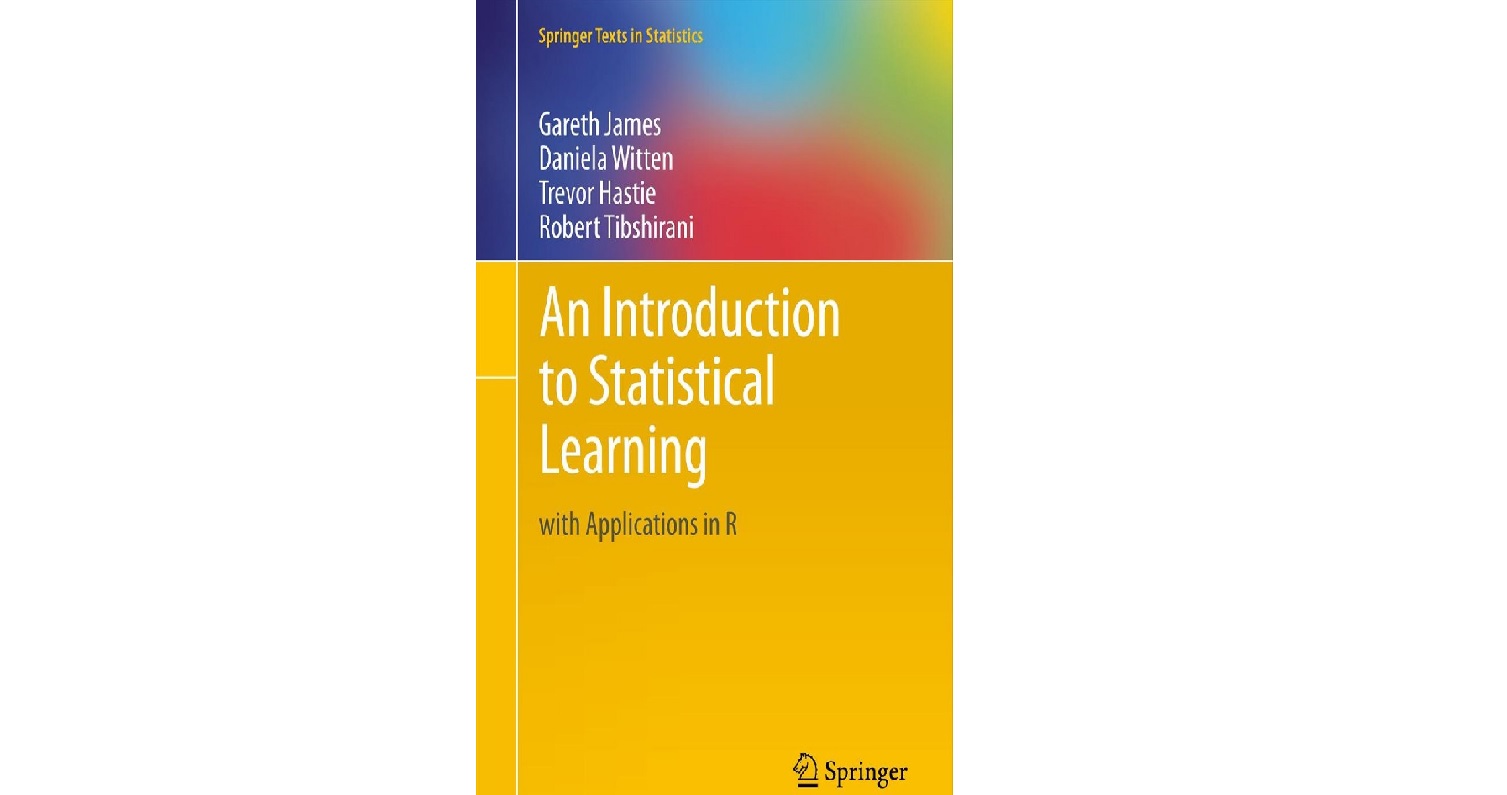 Springer Texts in Statistics
Gareth James
Daniela Witten
Trevor Hastie
Robert Tibshirani
An Introduction
to Statistical
Learning
with Applications in R
Springer